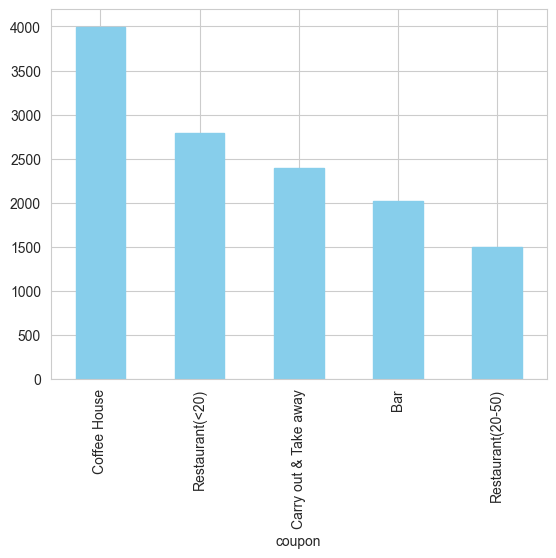 4000
3500
3000
2500
2000
1500
1000
500
0
Coffee House
Restaurant(<20)
Carry out & Take away
Bar
Restaurant(20-50)
coupon